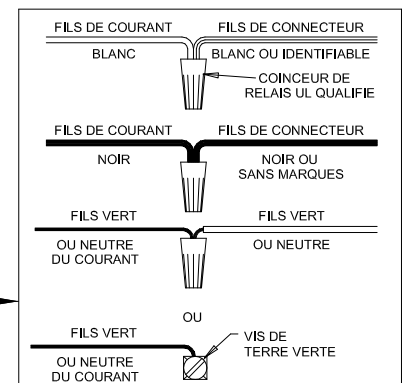 FILS DE COURANT FILS DE CONNECTEUR
BLANC BLANC OU IDENTIFIABLE
COINCEUR DE
RELAIS UL QUALIFIE
FILS DE COURANT FILS DE CONNECTEUR
NOIR NOIR OU
SANS MARQUES
FILS VERT FILS VERT
OU NEUTRE
DU COURANT
OU NEUTRE
OU
FILS VERT
VIS DE
TERRE VERTE
OU NEUTRE
DU COURANT